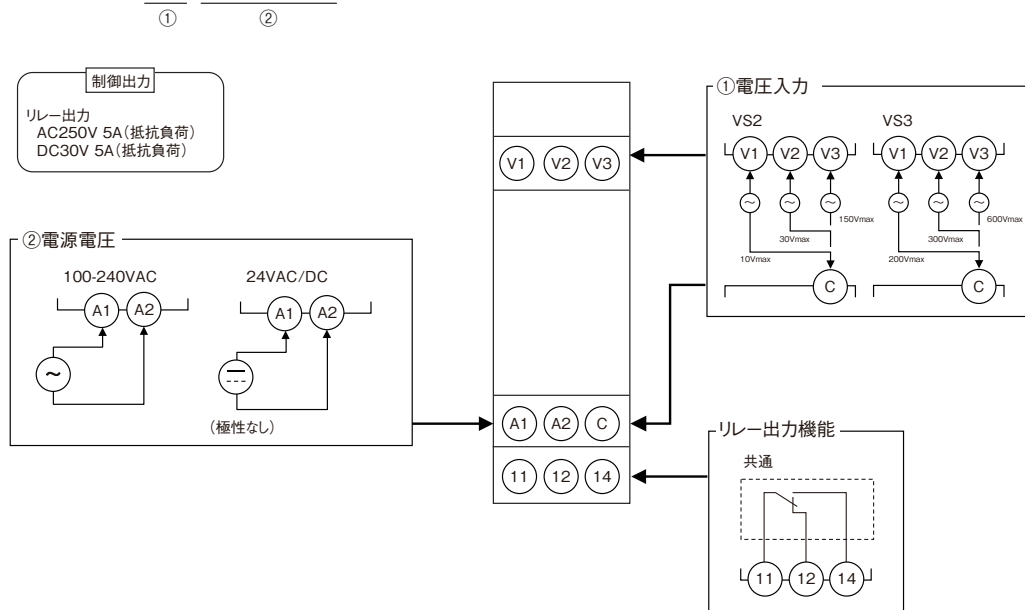 ① ②
制御出力
リレー出力
AC250V 5A(抵抗負荷)
DC30V 5A(抵抗負荷)
V1 V2 V3
①電圧入力
VS2 VS3
V1 V2 V3 V1 V2 V3
150Vmax 600Vmax
30Vmax 300Vmax
10Vmax 200Vmax
C C
②電源電圧
100-240VAC 24VAC/DC
A1 A2 A1 A2
(極性なし)
A1 A2 C
11 12 14
リレー出力機能
共通
11 12 14